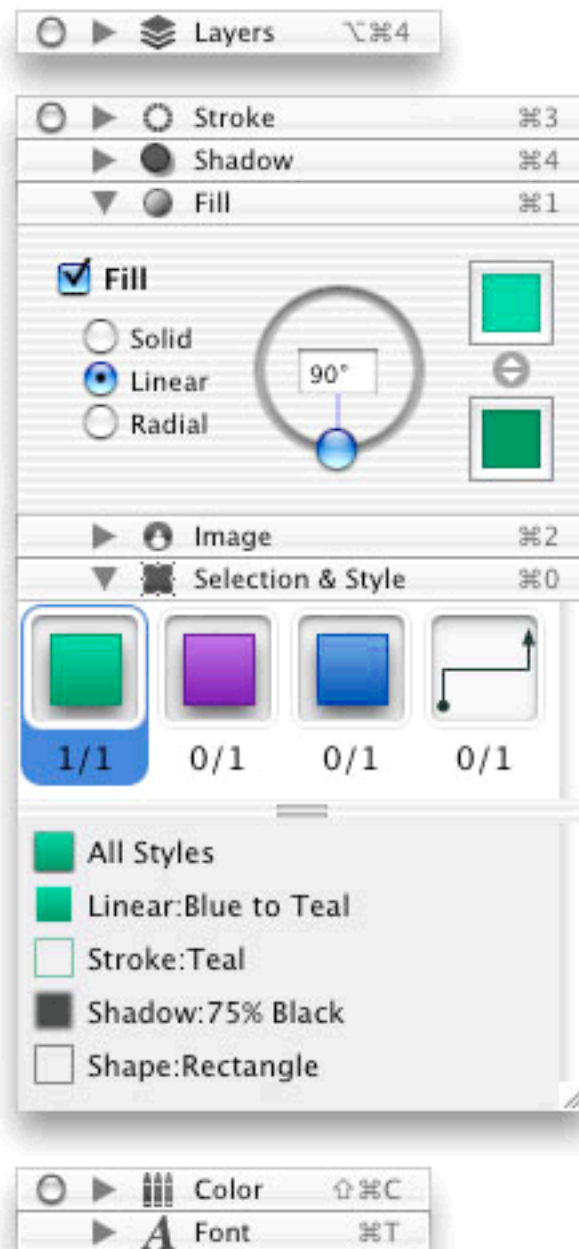 Layers ⌥⌘4
Stroke ⌘3
Shadow ⌘4
Fill ⌘1
Fill
Solid
Linear
Radial
90°
Image ⌘2
Selection & Style ⌘0
1/1 0/1 0/1 0/1
All Styles
Linear:Blue to Teal
Stroke:Teal
Shadow:75% Black
Shape:Rectangle
Color ⇧⌘C
Font ⌘T